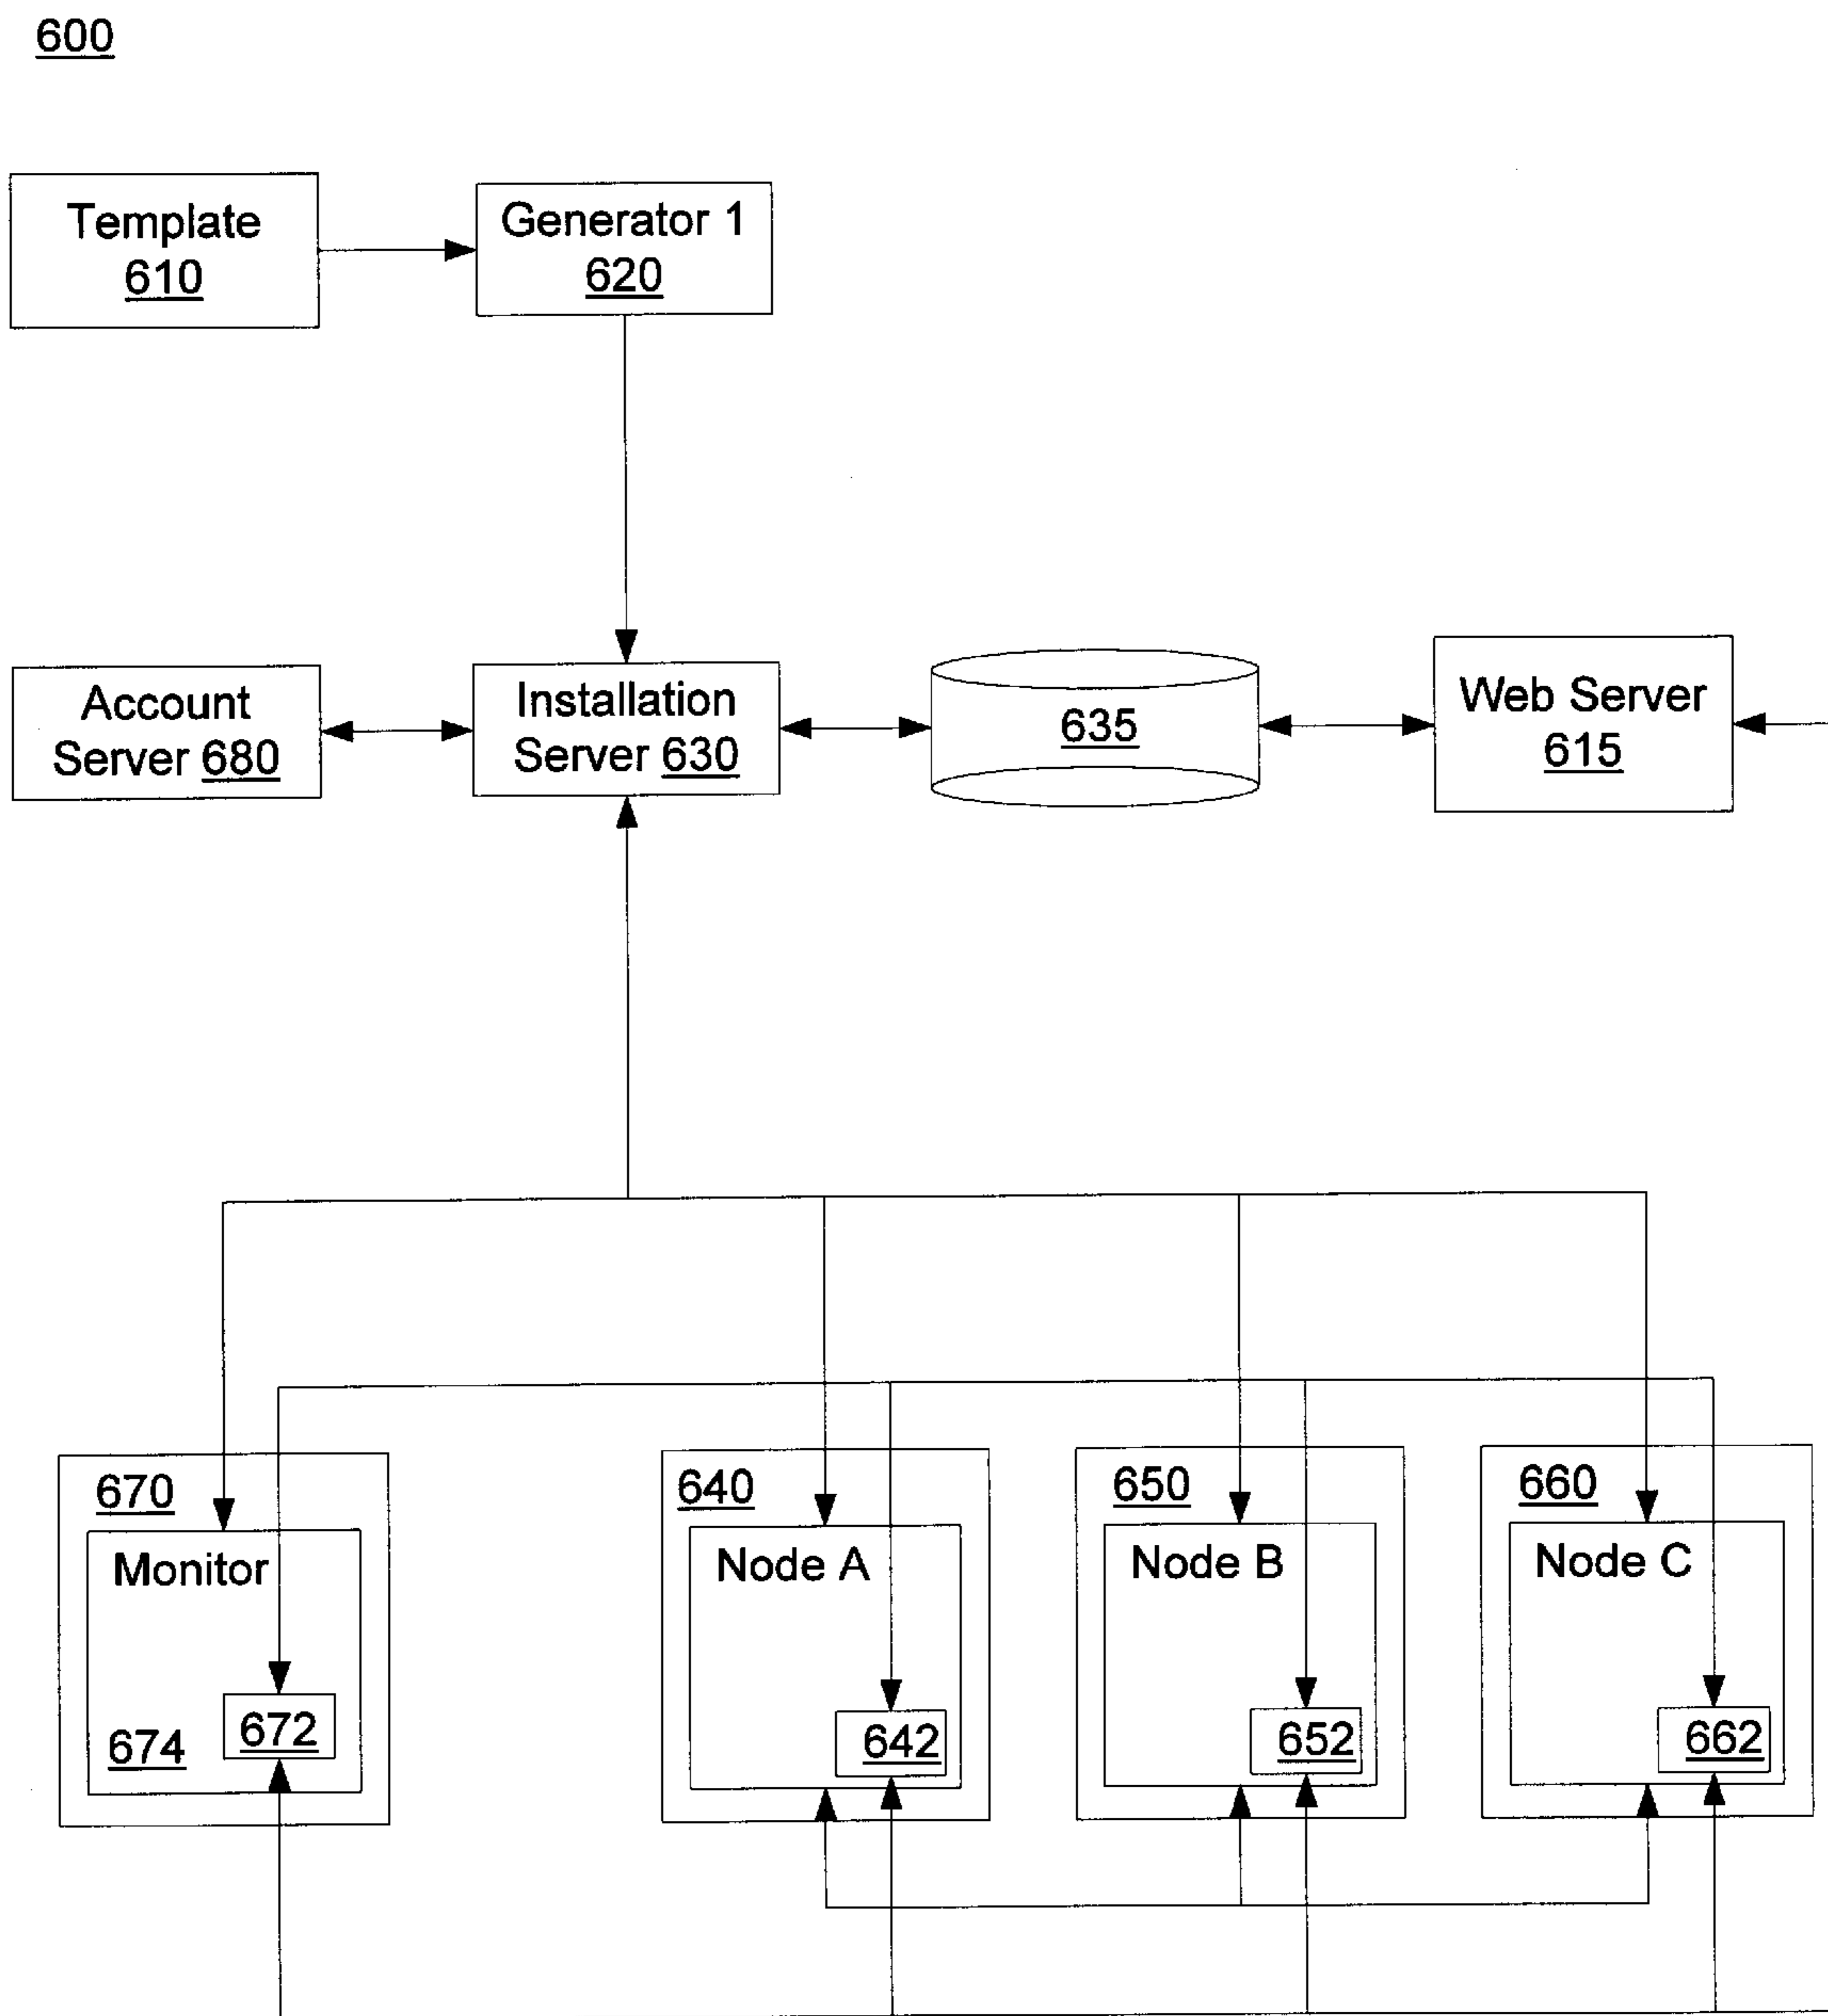 600
Template
610
Generator 1
620
Account
Server 680
Installation
Server 630
635
Web Server
615
670
Monitor
674
672
640
Node A
642
650
Node B
652
660
Node C
662